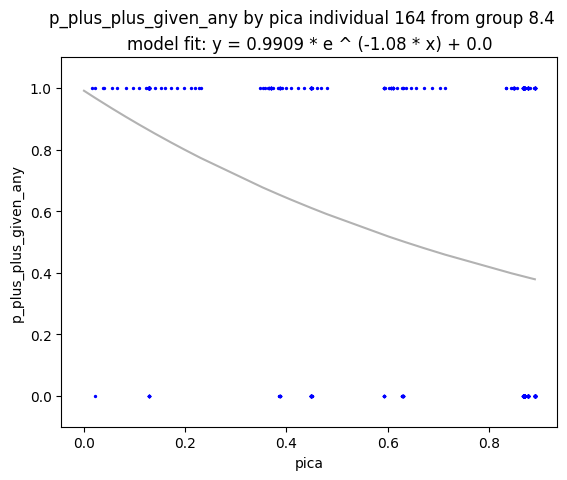 p_plus_plus_given_any by pica individual 164 from group 8.4
model fit: y = 0.9909 * e ^ (-1.08 * x) + 0.0
p_plus_plus_given_any
1.0
0.8
0.6
0.4
0.2
0.0
0.0 0.2 0.4 0.6 0.8
pica